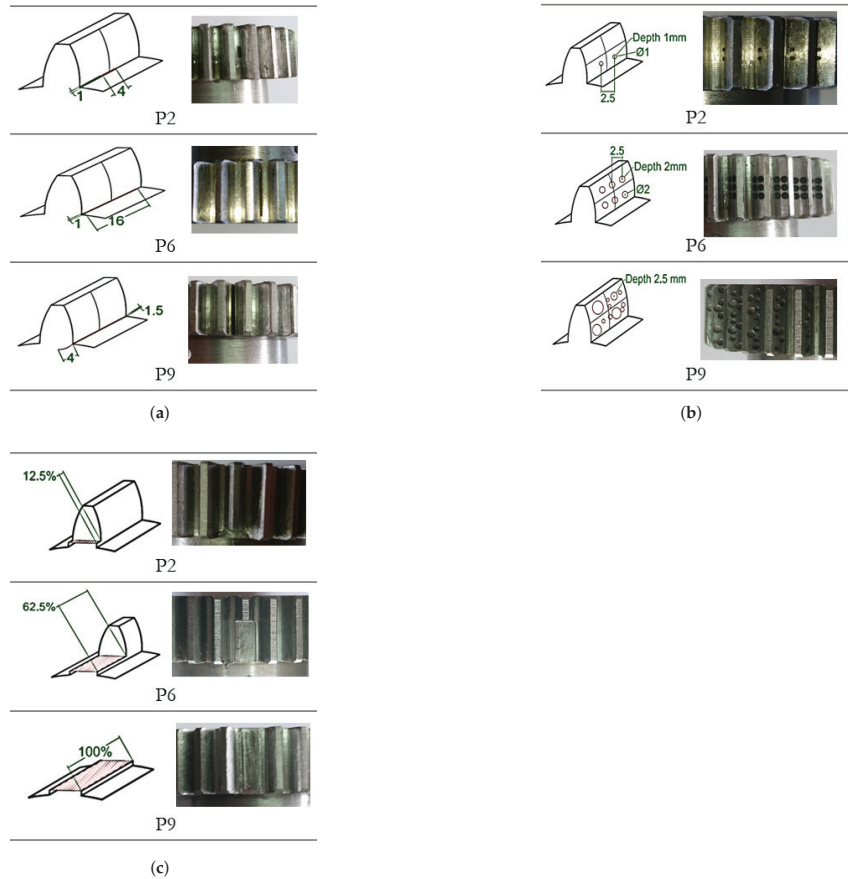 1
4
P2
1
16
P6
1.5
4
P9
(a)
Depth 1mm
Ø1
2.5
P2
2.5
Depth 2mm
Ø2
P6
Depth 2.5 mm
P9
(b)
12.5%
P2
62.5%
P6
100%
P9
(c)